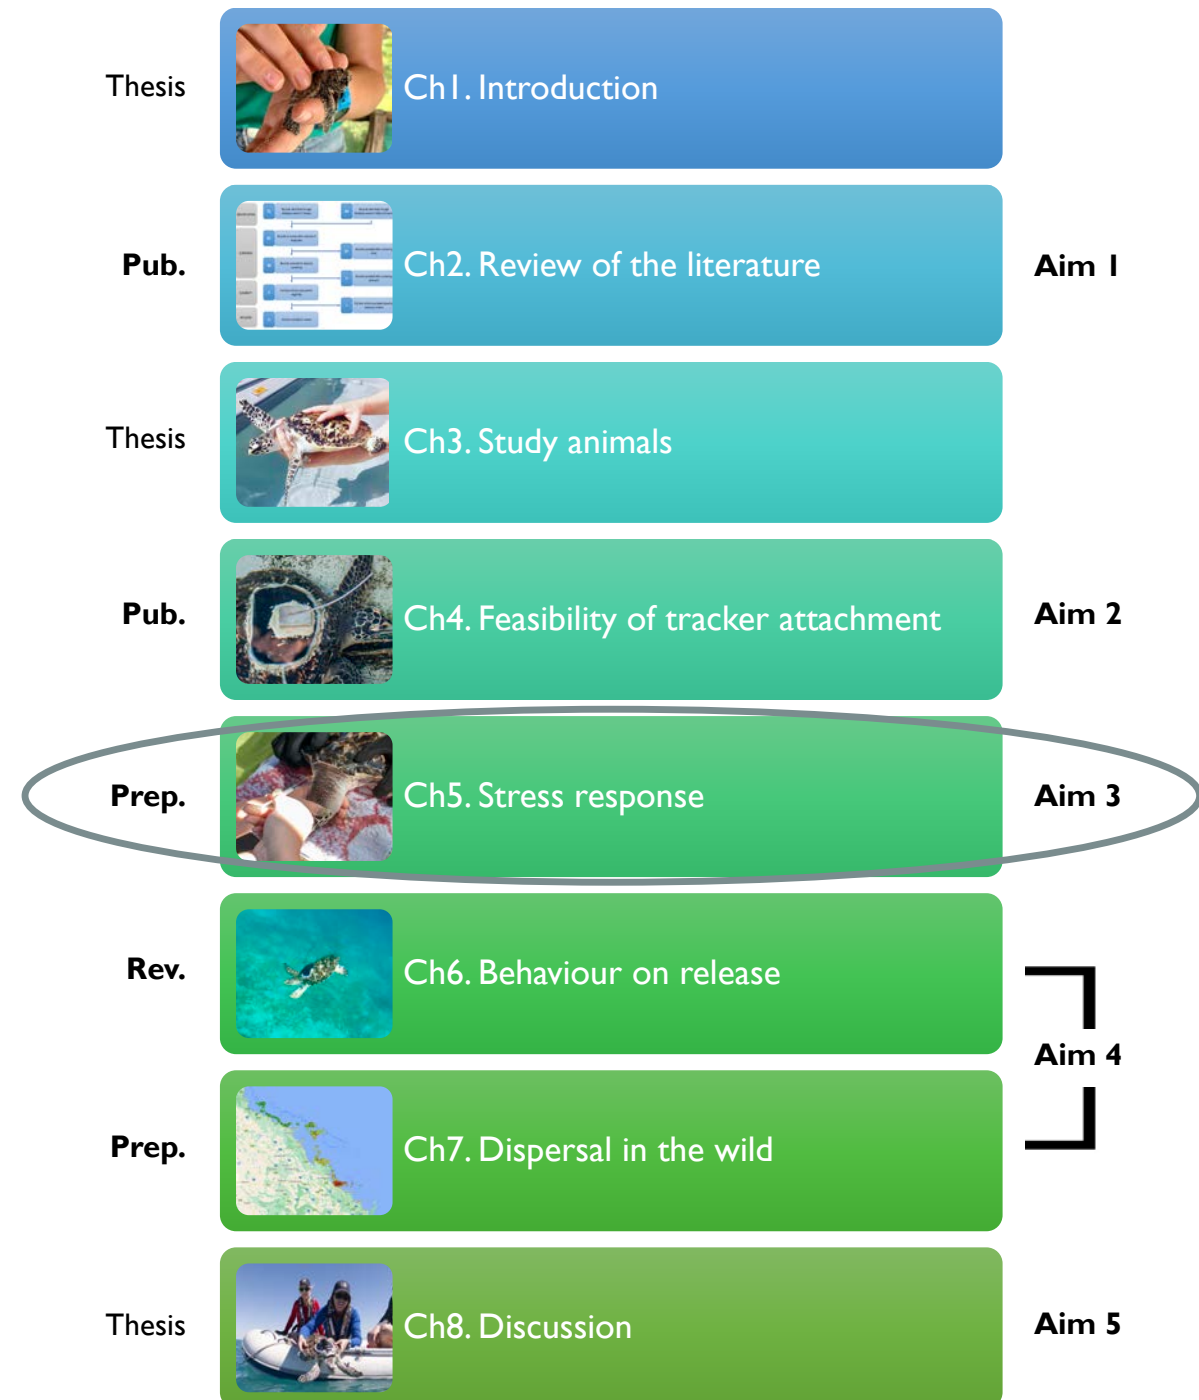 Thesis
Ch1. Introduction
Pub.
Ch2. Review of the literature
Aim 1
Thesis
Ch3. Study animals
Pub.
Ch4. Feasibility of tracker attachment
Aim 2
Prep.
Ch5. Stress response
Aim 3
Rev.
Ch6. Behaviour on release
Aim 4
Prep.
Ch7. Dispersal in the wild
Thesis
Ch8. Discussion
Aim 5